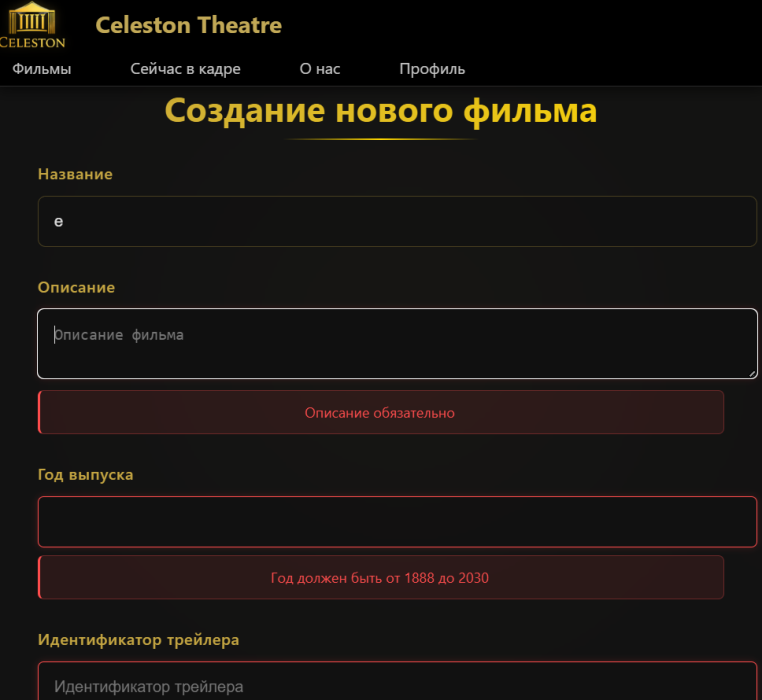 CELESTON
Celeston Theatre
Фильмы Сейчас в кадре О нас Профиль
Создание нового фильма
Название
е
Описание
Описание фильма
Описание обязательно
Год выпуска
Год должен быть от 1888 до 2030
Идентификатор трейлера
Идентификатор трейлера